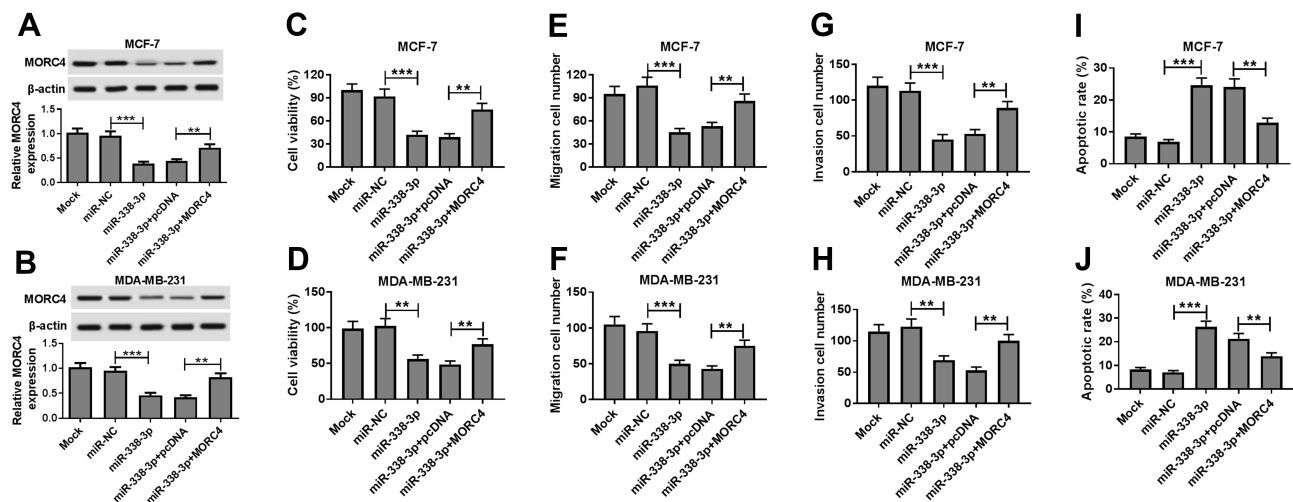 A
MCF-7
MORC4
β-actin
Relative MORC4
expression
1.5
1.0
0.5
0.0
***
**
Mock
miR-NC
miR-338-3p
miR-338-3p+pcDNA
miR-338-3p+MORC4
C
MCF-7
Cell viability (%)
120
90
60
30
0
***
**
Mock
miR-NC
miR-338-3p
miR-338-3p+pcDNA
miR-338-3p+MORC4
E
MCF-7
Migration cell number
120
90
60
30
0
***
**
Mock
miR-NC
miR-338-3p
miR-338-3p+pcDNA
miR-338-3p+MORC4
G
MCF-7
Invasion cell number
150
100
50
0
***
**
Mock
miR-NC
miR-338-3p
miR-338-3p+pcDNA
miR-338-3p+MORC4
I
MCF-7
Apoptotic rate (%)
30
20
10
0
***
**
Mock
miR-NC
miR-338-3p
miR-338-3p+pcDNA
miR-338-3p+MORC4
B
MDA-MB-231
MORC4
β-actin
Relative MORC4
expression
1.5
1.0
0.5
0.0
***
**
Mock
miR-NC
miR-338-3p
miR-338-3p+pcDNA
miR-338-3p+MORC4
D
MDA-MB-231
Cell viability (%)
150
100
50
0
**
**
Mock
miR-NC
miR-338-3p
miR-338-3p+pcDNA
miR-338-3p+MORC4
F
MDA-MB-231
Migration cell number
150
100
50
0
***
**
Mock
miR-NC
miR-338-3p
miR-338-3p+pcDNA
miR-338-3p+MORC4
H
MDA-MB-231
Invasion cell number
150
100
50
0
**
**
Mock
miR-NC
miR-338-3p
miR-338-3p+pcDNA
miR-338-3p+MORC4
J
MDA-MB-231
Apoptotic rate (%)
40
30
20
10
0
***
**
Mock
miR-NC
miR-338-3p
miR-338-3p+pcDNA
miR-338-3p+MORC4